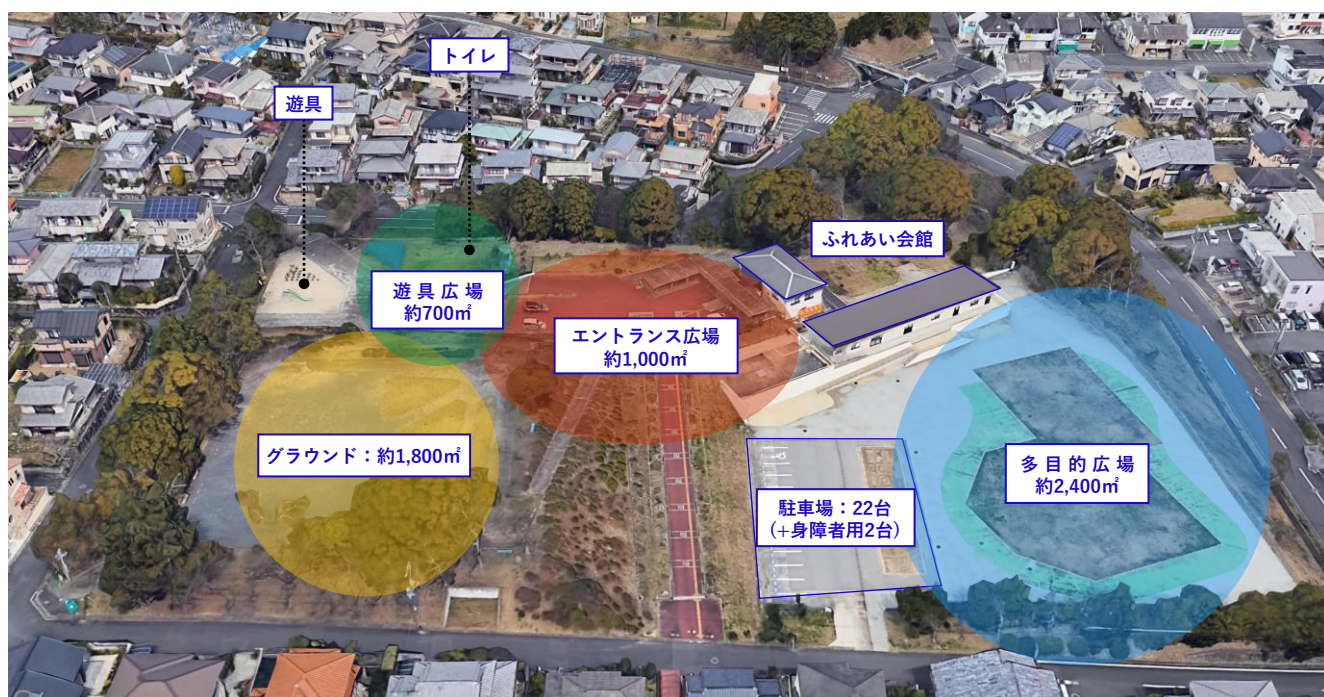 トイレ
遊具
ふれあい会館
遊具広場
約700㎡
エントランス広場
約1,000㎡
グラウンド：約1,800㎡
多目的広場
約2,400㎡
駐車場：22台
(+身障者用2台)